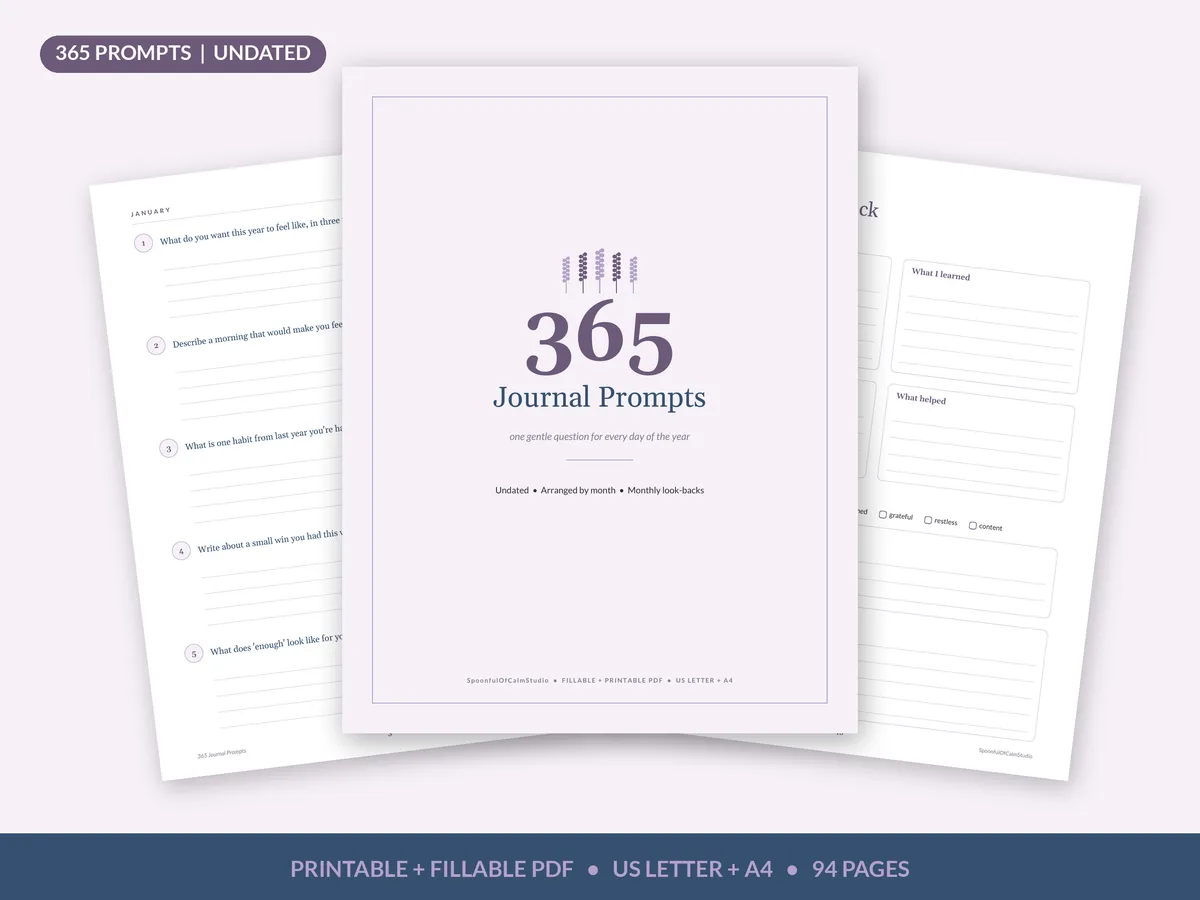 365 PROMPTS | UNDATED
JANUARY
1 What do you want this year to feel like, in three
2 Describe a morning that would make you
3 What is one habit from last year you're
4 Write about a small win you had this
5 What does 'enough' look like for
365 Journal Prompts
365
Journal Prompts
one gentle question for every day of the year
Undated • Arranged by month • Monthly look-backs
SpoonfulOfCalmStudio • FILLABLE + PRINTABLE PDF • US LETTER + A4
ck
What I learned
What helped
grateful restless content
SpoonfulOfCalmStudio
PRINTABLE + FILLABLE PDF • US LETTER + A4 • 94 PAGES